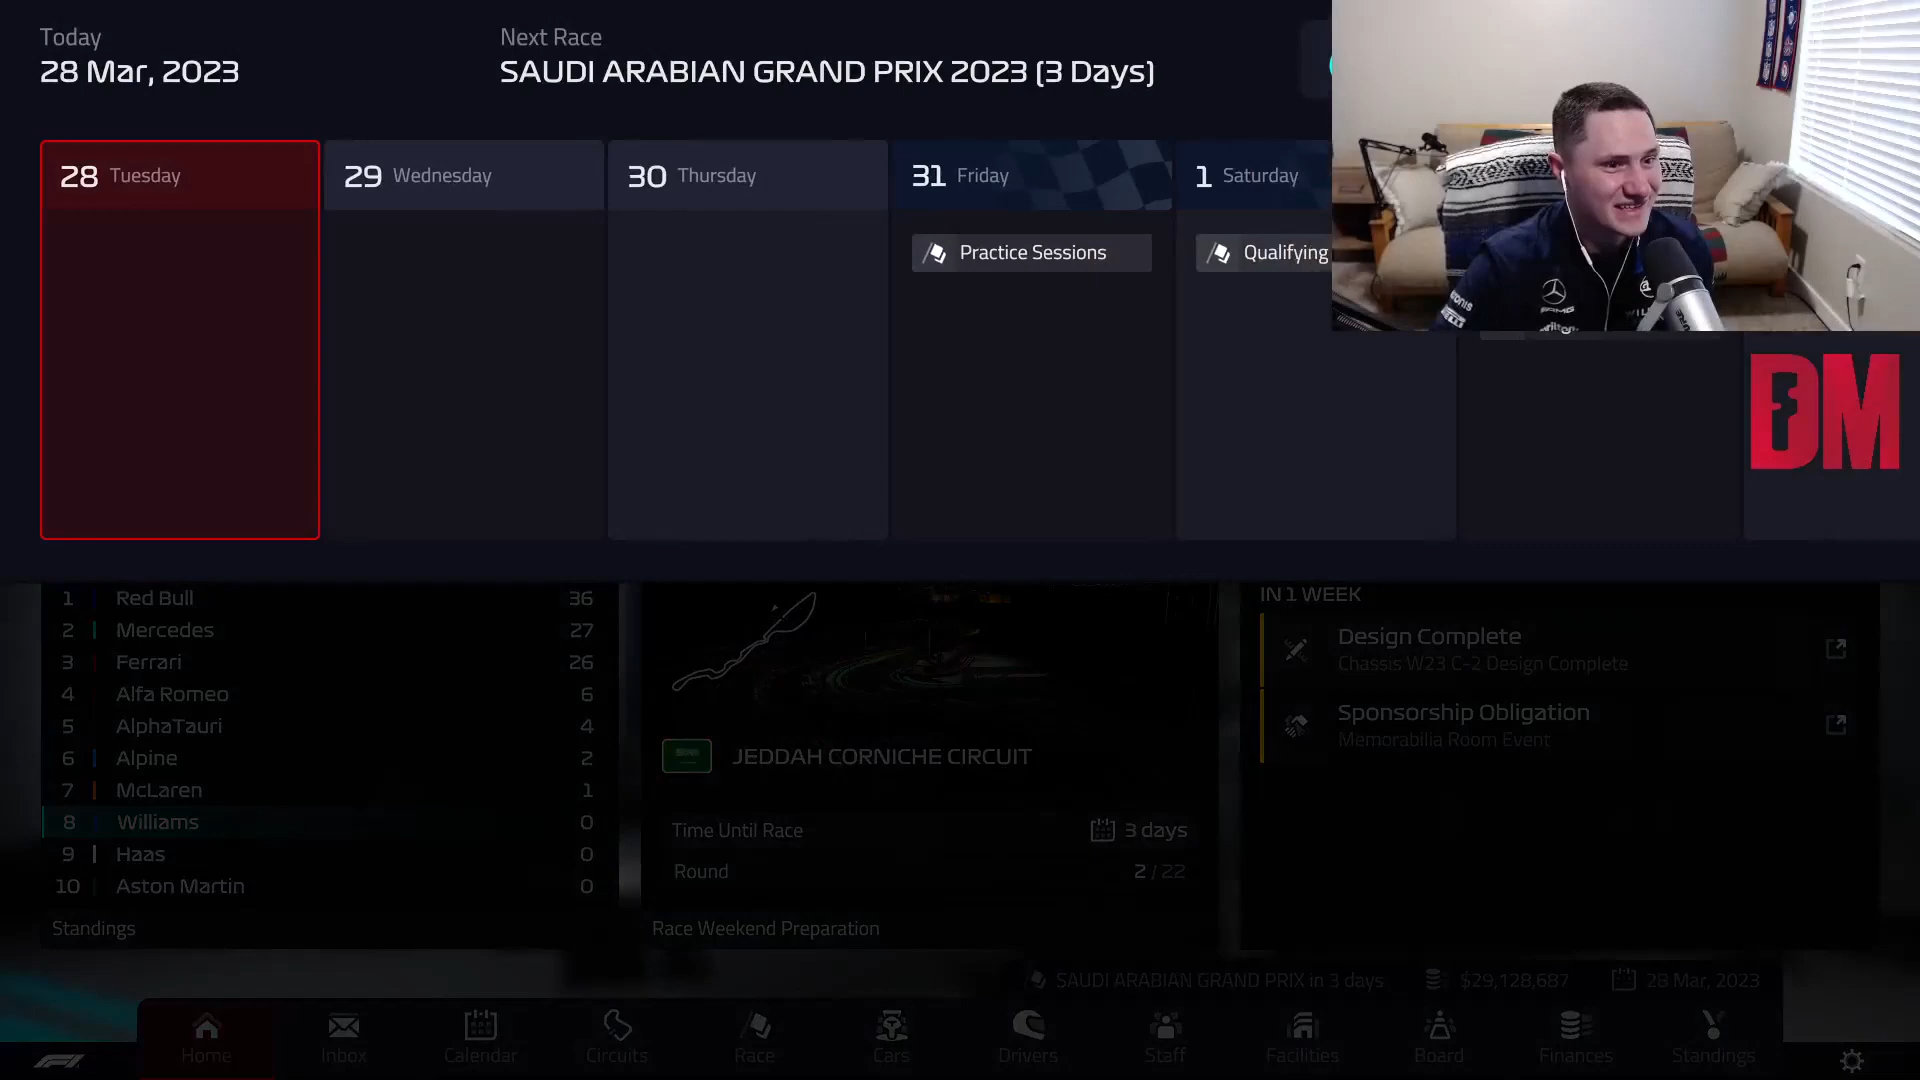 Today
28 Mar, 2023
Next Race
SAUDI ARABIAN GRAND PRIX 2023 (3 Days)
28 Tuesday
29 Wednesday
30 Thursday
31 Friday
1 Saturday
Practice Sessions
Qualifying
DM
1 Red Bull 36
2 Mercedes 27
3 Ferrari 26
4 Alfa Romeo 6
5 AlphaTauri 4
6 Alpine 2
7 McLaren 1
8 Williams 0
9 Haas 0
10 Aston Martin 0
Standings
JEDDAH CORNICHE CIRCUIT
Time Until Race 3 days
Round 2 / 22
Race Weekend Preparation
IN 1 WEEK
Design Complete
Chassis W23 C-2 Design Complete
Sponsorship Obligation
Memorabilia Room Event
SAUDI ARABIAN GRAND PRIX in 3 days
$29,128,687
28 Mar, 2023
Home
Inbox
Calendar
Circuits
Race
Cars
Drivers
Staff
Facilities
Board
Finances
Standings